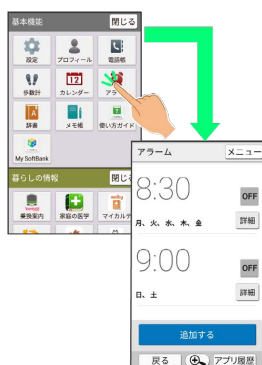 基本機能 閉じる
設定 プロフィール 電話帳
歩数計 カレンダー アラ
辞書 メモ帳 使い方ガイド
My SoftBank
暮らしの情報 閉じ
乗換案内 家庭の医学 マイカルテ
アラーム メニュー
8:30 OFF
月、火、水、木、金 詳細
9:00 OFF
日、土 詳細
追加する
戻る アプリ履歴